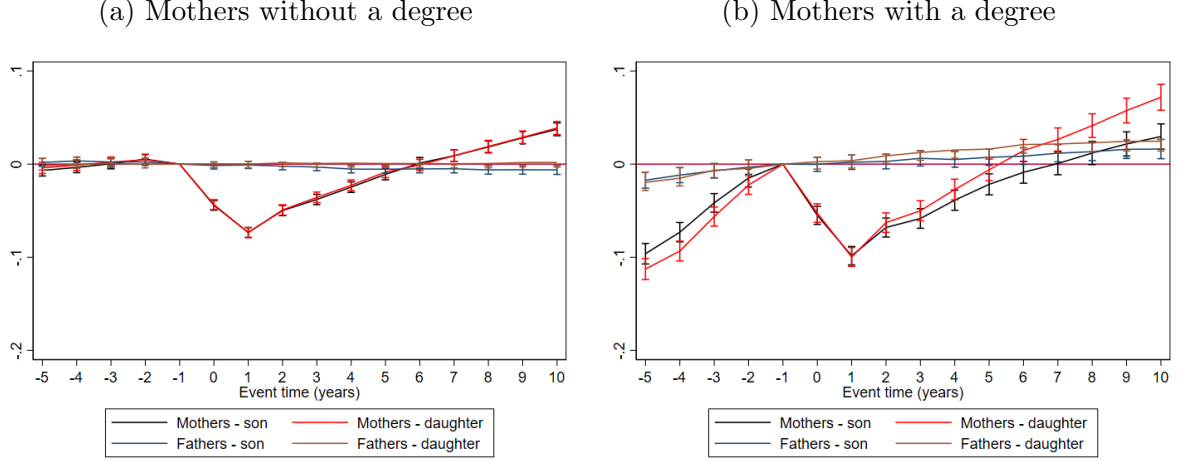 (a) Mothers without a degree
.1
0
-.1
-.2
-5 -4 -3 -2 -1 0 1 2 3 4 5 6 7 8 9 10
Event time (years)
Mothers - son Mothers - daughter
Fathers - son Fathers - daughter
(b) Mothers with a degree
.1
0
-.1
-.2
-5 -4 -3 -2 -1 0 1 2 3 4 5 6 7 8 9 10
Event time (years)
Mothers - son Mothers - daughter
Fathers - son Fathers - daughter